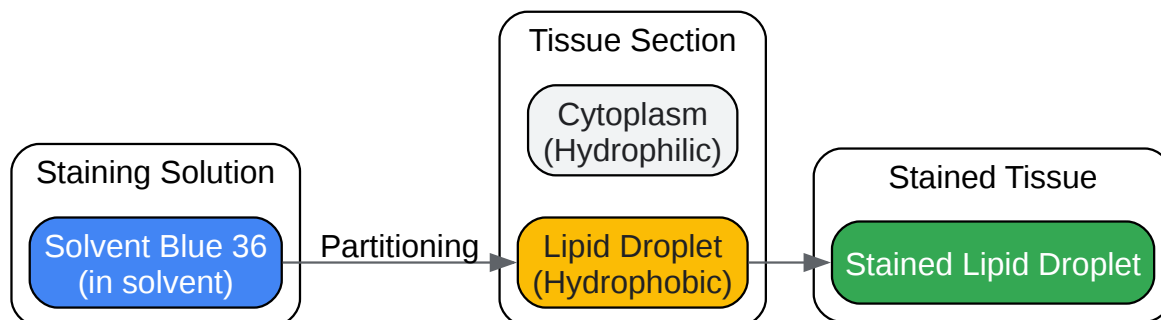 Staining Solution
Solvent Blue 36
(in solvent)
Partitioning
Tissue Section
Cytoplasm
(Hydrophilic)
Lipid Droplet
(Hydrophobic)
Stained Tissue
Stained Lipid Droplet